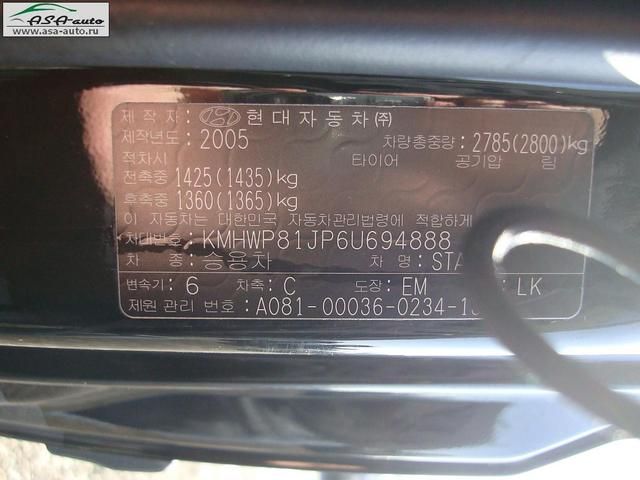 ASA-auto
www.asa-auto.ru
제 작 자 : 현대자동차 ㈜
제작년도 : 2005 차량총중량 : 2785(2800)kg
적차시 타이어 공기압 림
전축중 1425(1435)kg
후축중 1360(1365)kg
이 자동차는 대한민국 자동차관리법령에 적합하게
차대번호: KMHWP81JP6U694888
차 종 : 승용차 차 명 : STA
변속기: 6 차축: C 도장: EM : LK
제원 관리 번호: A081-00036-0234-1